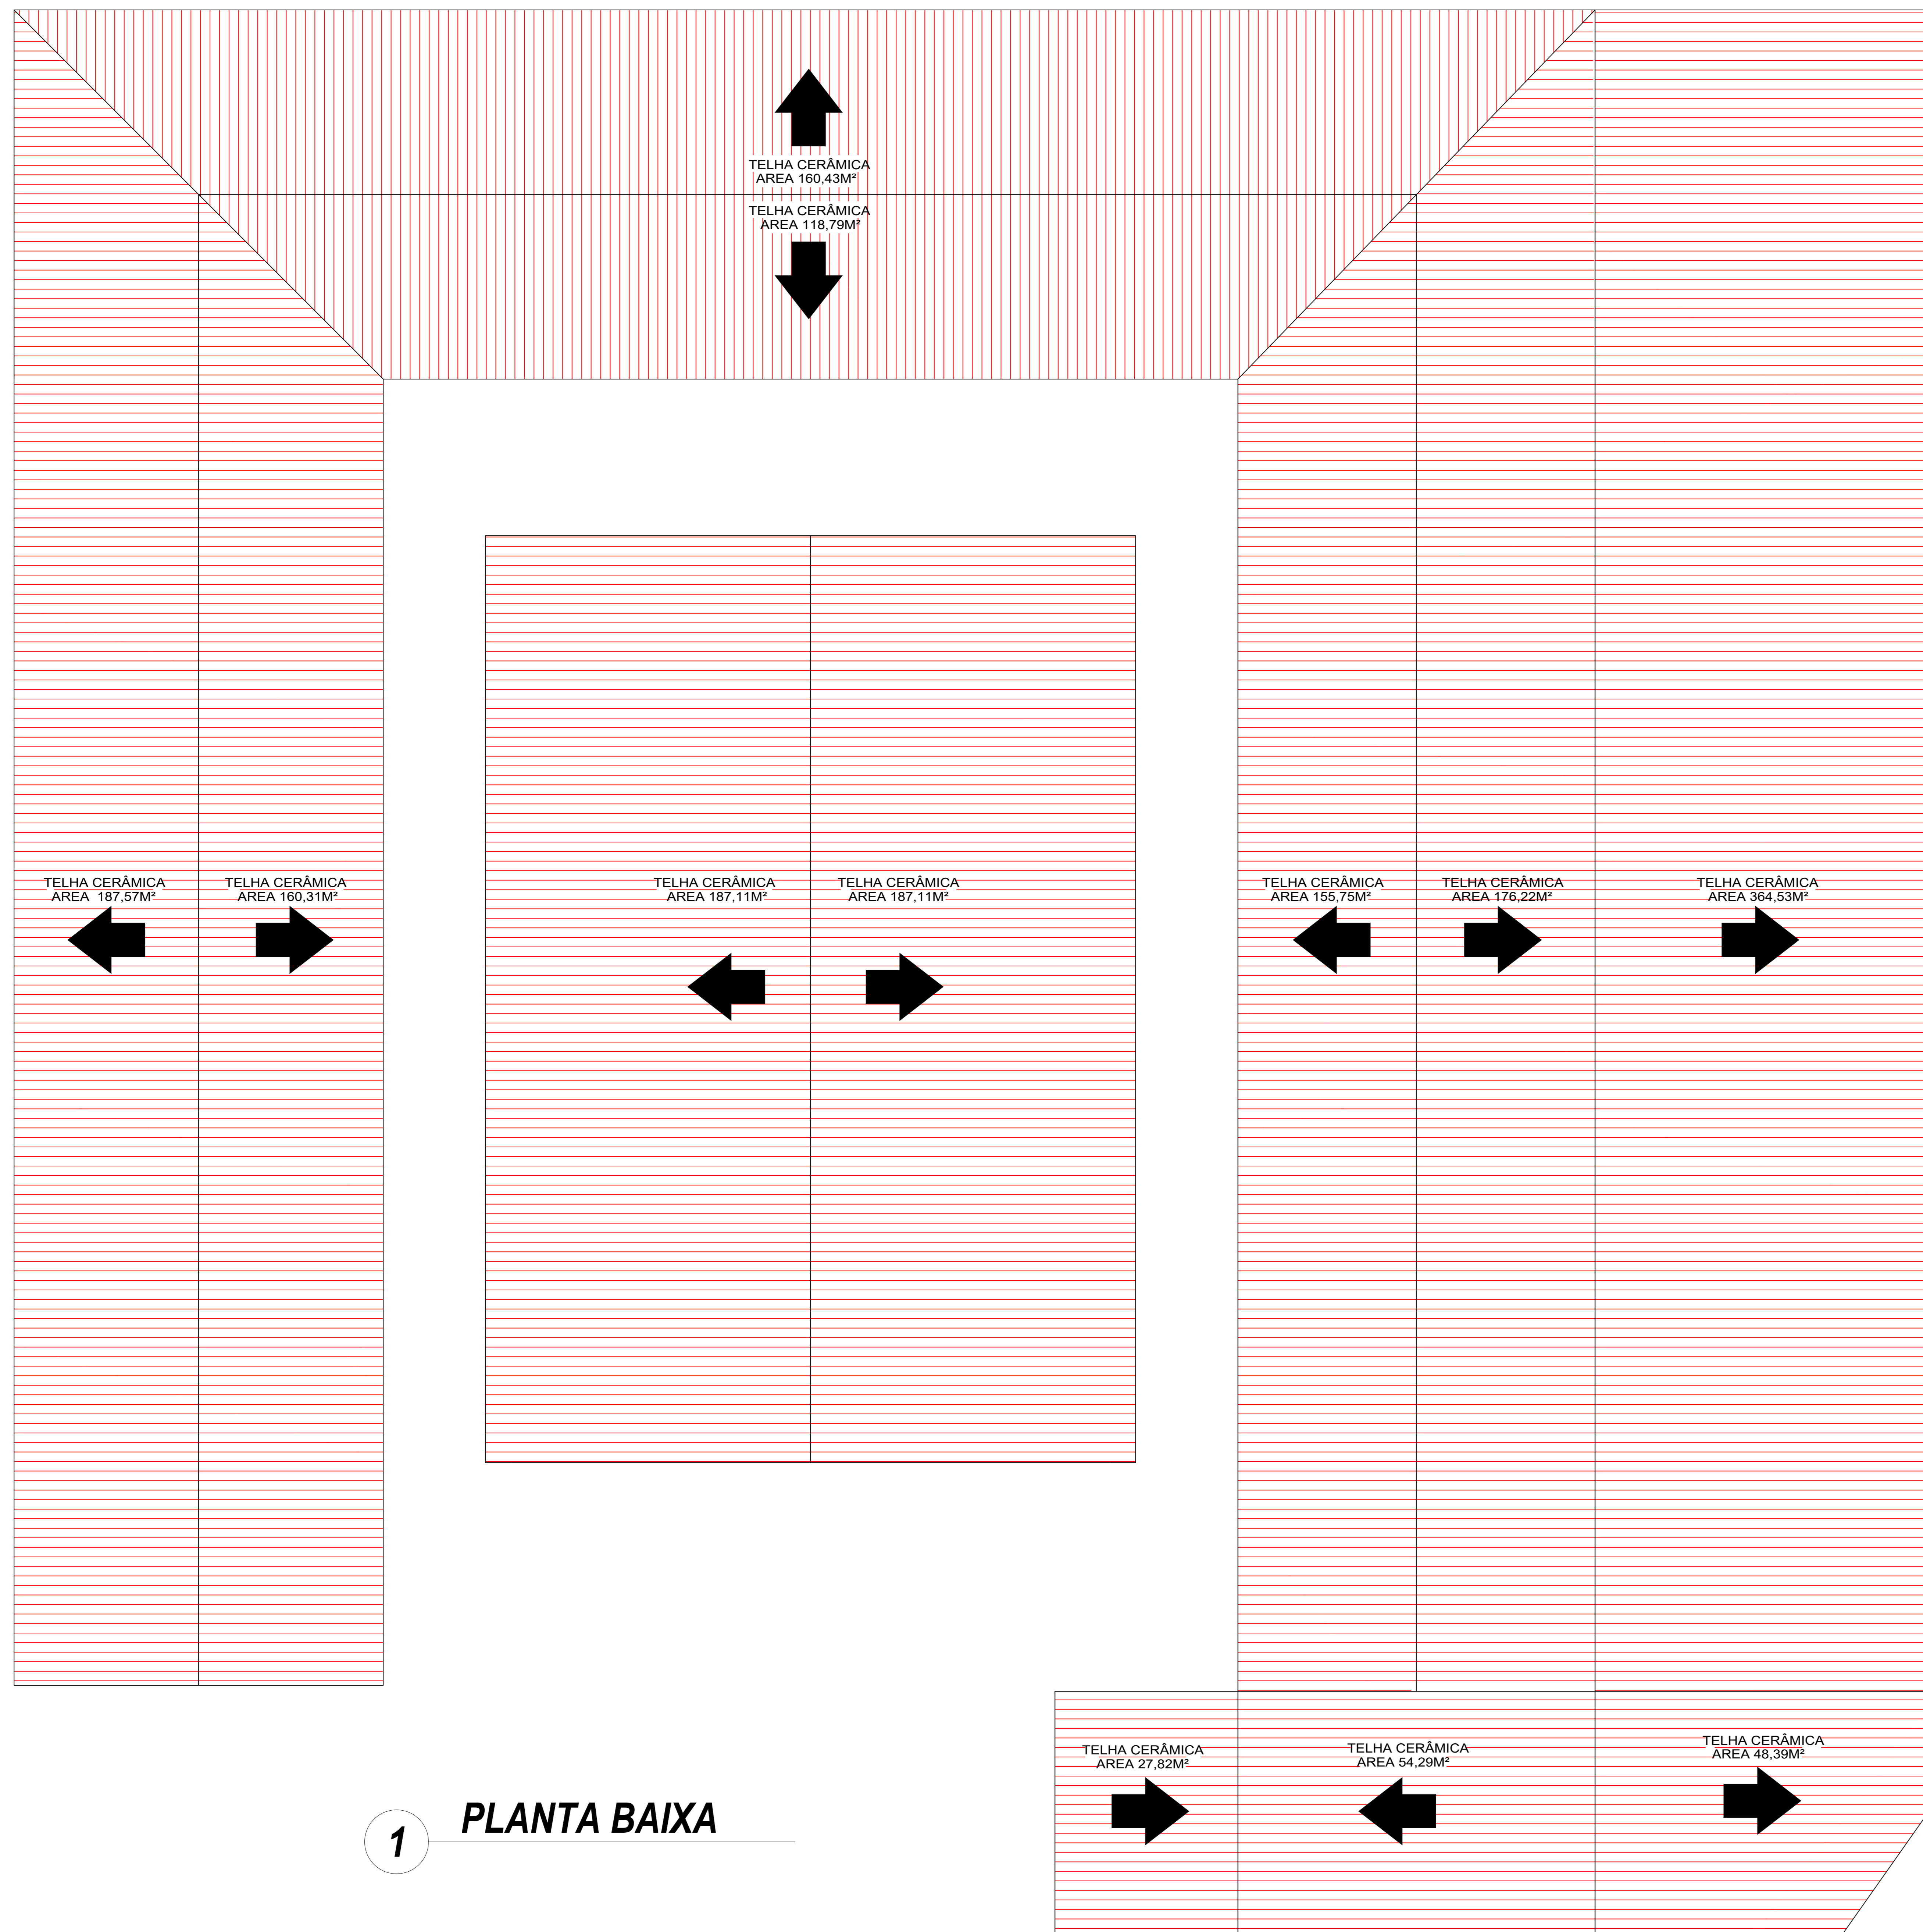 TELHA CERÂMICA
AREA 160,43M²
TELHA CERÂMICA
AREA 118,79M²
TELHA CERÂMICA
AREA 187,57M²
TELHA CERÂMICA
AREA 160,31M²
TELHA CERÂMICA
AREA 187,11M²
TELHA CERÂMICA
AREA 187,11M²
TELHA CERÂMICA
AREA 155,75M²
TELHA CERÂMICA
AREA 176,22M²
TELHA CERÂMICA
AREA 364,53M²
TELHA CERÂMICA
AREA 27,82M²
TELHA CERÂMICA
AREA 54,29M²
TELHA CERÂMICA
AREA 48,39M²
1 PLANTA BAIXA